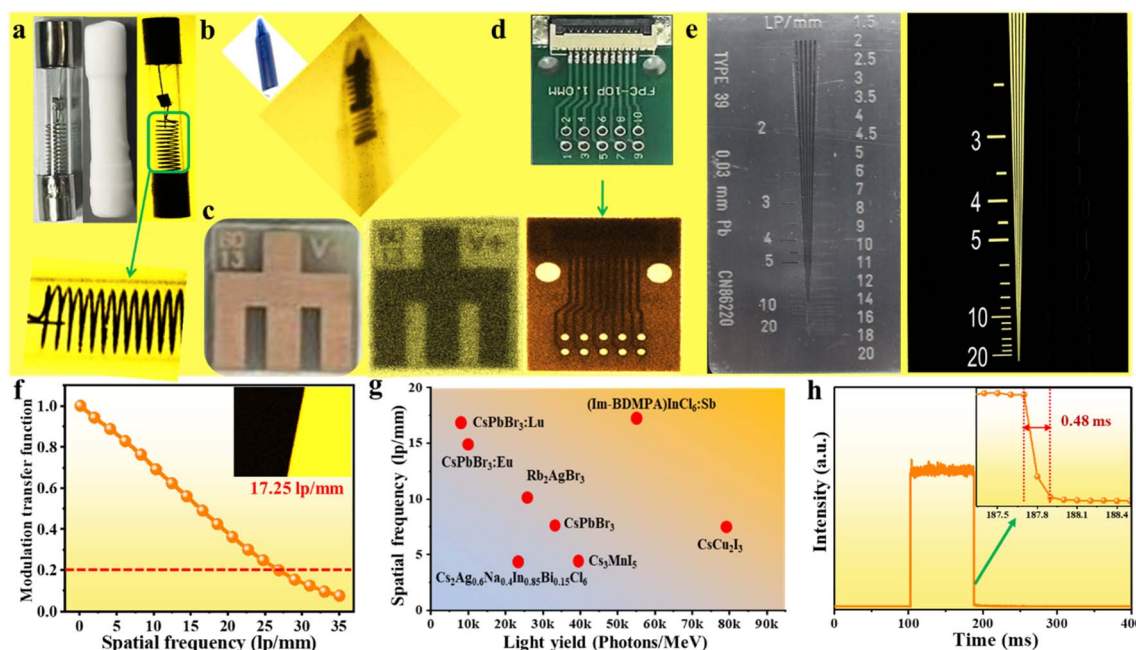 a
b
c
d
e
FPC-10P 1.0MM
2 4 6 8 10
1 3 5 7 9
13
V
13
V+
LP/mm
TYPE 39
0,03 mm Pb
CN86220
2
3
4
5
10
20
1.5
2
2.5
3
3.5
4
4.5
5
6
7
8
9
10
11
12
14
16
18
20
3
4
5
10
20
f
Modulation transfer function
1.0
0.8
0.6
0.4
0.2
0.0
17.25 lp/mm
0 5 10 15 20 25 30 35
Spatial frequency (lp/mm)
g
Spatial frequency (lp/mm)
20
15
10
5
0
(Im-BDMPA)InCl₆:Sb
CsPbBr₃:Lu
CsPbBr₃:Eu
Rb₂AgBr₃
CsPbBr₃
CsCu₂I₃
Cs₃MnI₅
Cs₂Ag₀.₆Na₀.₄In₀.₈₅Bi₀.₁₅Cl₆
10k 20k 30k 40k 50k 60k 70k 80k 90k
Light yield (Photons/MeV)
h
Intensity (a.u.)
0.48 ms
187.5 187.8 188.1 188.4
0 100 200 300 400
Time (ms)